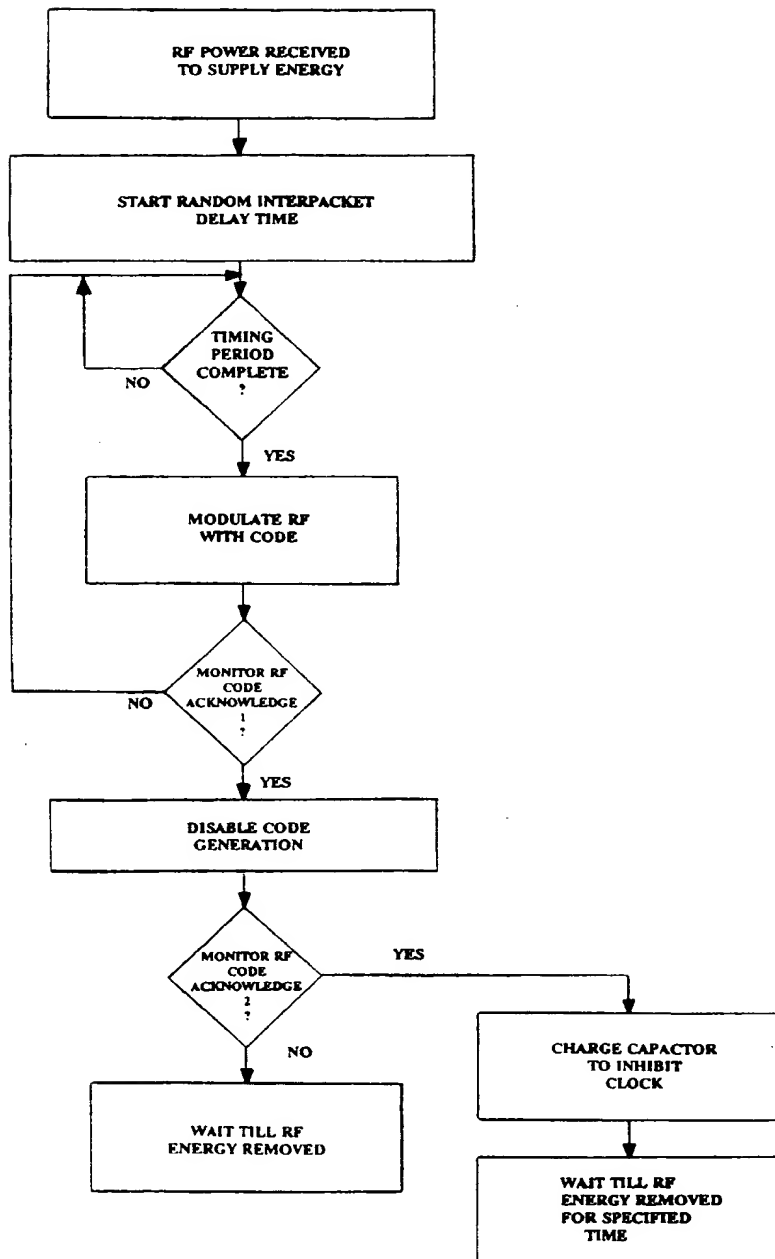 RF POWER RECEIVED
TO SUPPLY ENERGY
START RANDOM INTERPACKET
DELAY TIME
TIMING
PERIOD
COMPLETE
?
NO
YES
MODULATE RF
WITH CODE
MONITOR RF
CODE
ACKNOWLEDGE
1
?
NO
YES
DISABLE CODE
GENERATION
MONITOR RF
CODE
ACKNOWLEDGE
2
?
YES
NO
CHARGE CAPACTOR
TO INHIBIT
CLOCK
WAIT TILL RF
ENERGY REMOVED
WAIT TILL RF
ENERGY REMOVED
FOR SPECIFIED
TIME